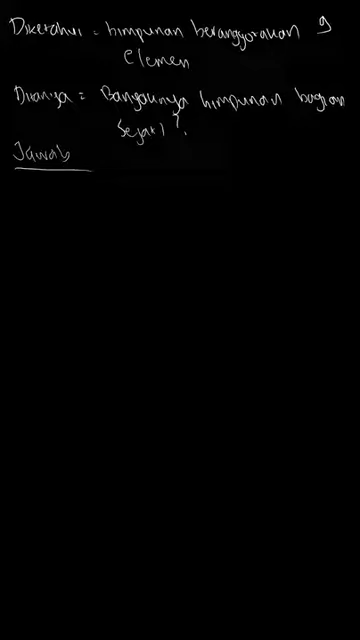 Diketahui = himpunan beranggotakan 9
elemen
Ditanya = Banyaknya himpunan bagian
Sejati ?
Jawab